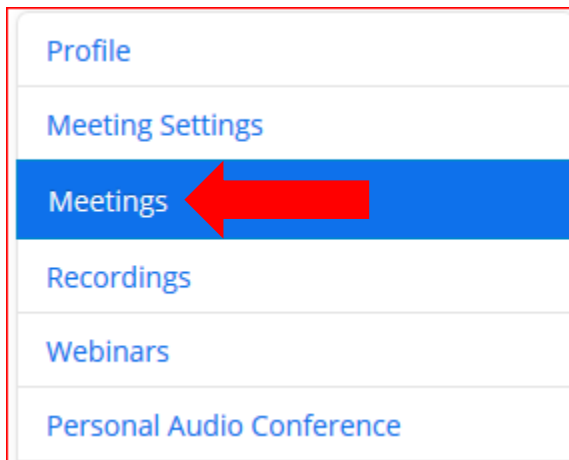 Profile
Meeting Settings
Meetings
Recordings
Webinars
Personal Audio Conference